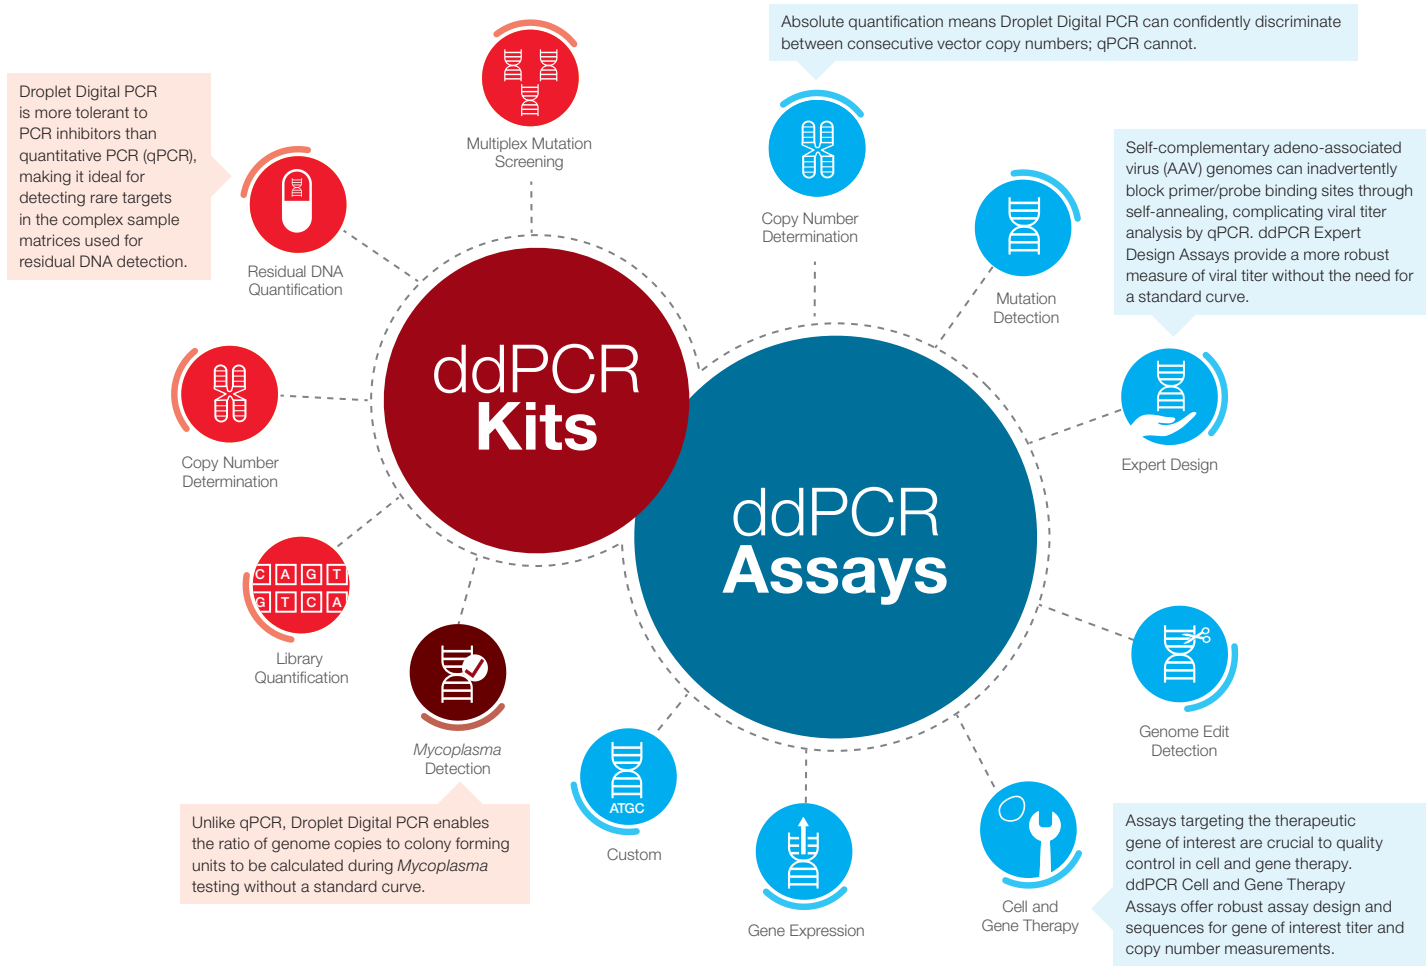 Absolute quantification means Droplet Digital PCR can confidently discriminate
between consecutive vector copy numbers; qPCR cannot.
Droplet Digital PCR
is more tolerant to
PCR inhibitors than
quantitative PCR (qPCR),
making it ideal for
detecting rare targets
in the complex sample
matrices used for
residual DNA detection.
Multiplex Mutation
Screening
Residual DNA
Quantification
Copy Number
Determination
Mutation
Detection
Self-complementary adeno-associated
virus (AAV) genomes can inadvertently
block primer/probe binding sites through
self-annealing, complicating viral titer
analysis by qPCR. ddPCR Expert
Design Assays provide a more robust
measure of viral titer without the need for
a standard curve.
Expert Design
ddPCR
Kits
Copy Number
Determination
ddPCR
Assays
C A G T
G T C A
Library
Quantification
Mycoplasma
Detection
Unlike qPCR, Droplet Digital PCR enables
the ratio of genome copies to colony forming
units to be calculated during Mycoplasma
testing without a standard curve.
ATGC
Custom
Gene Expression
Cell and
Gene Therapy
Genome Edit
Detection
Assays targeting the therapeutic
gene of interest are crucial to quality
control in cell and gene therapy.
ddPCR Cell and Gene Therapy
Assays offer robust assay design and
sequences for gene of interest titer and
copy number measurements.